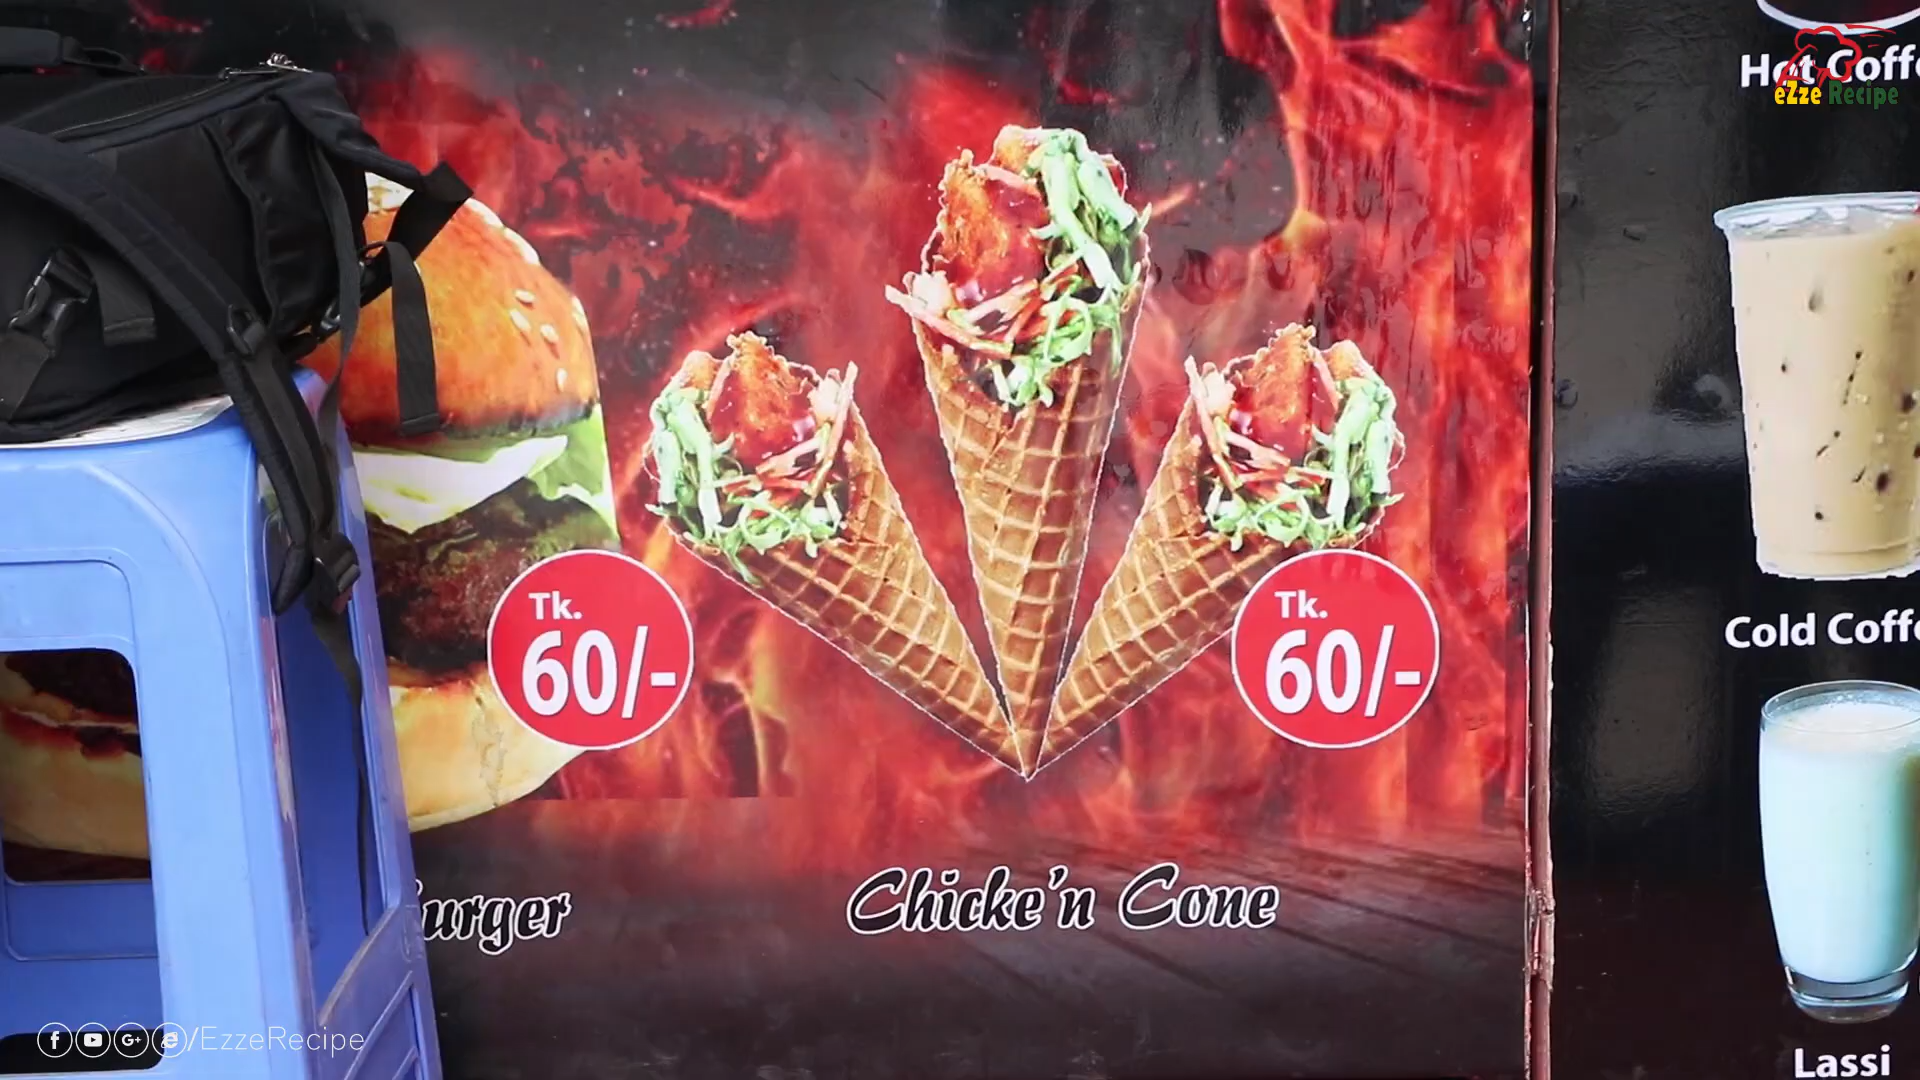 Hot Coff
eZze Recipe
Tk.
60/-
Tk.
60/-
Cold Coff
urger
Chicke'n Cone
Lassi
/EzzeRecipe